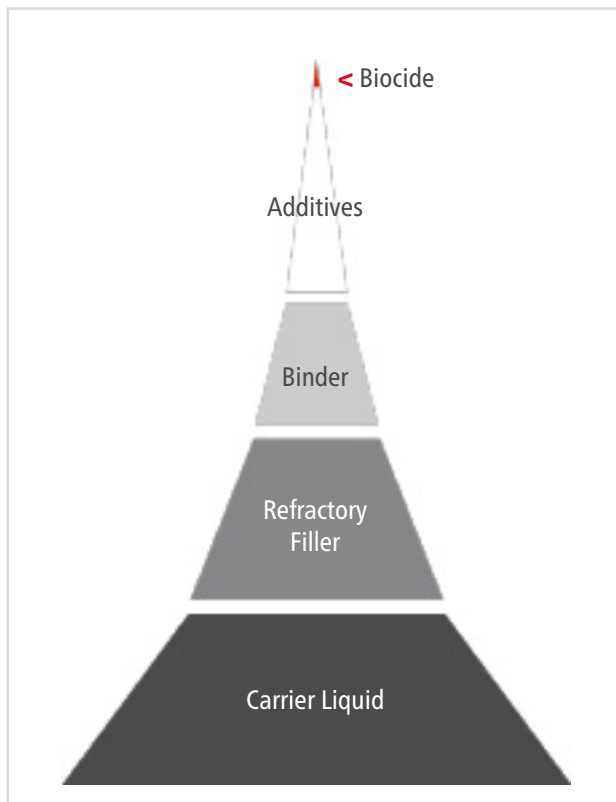 < Biocide
Additives
Binder
Refractory
Filler
Carrier Liquid